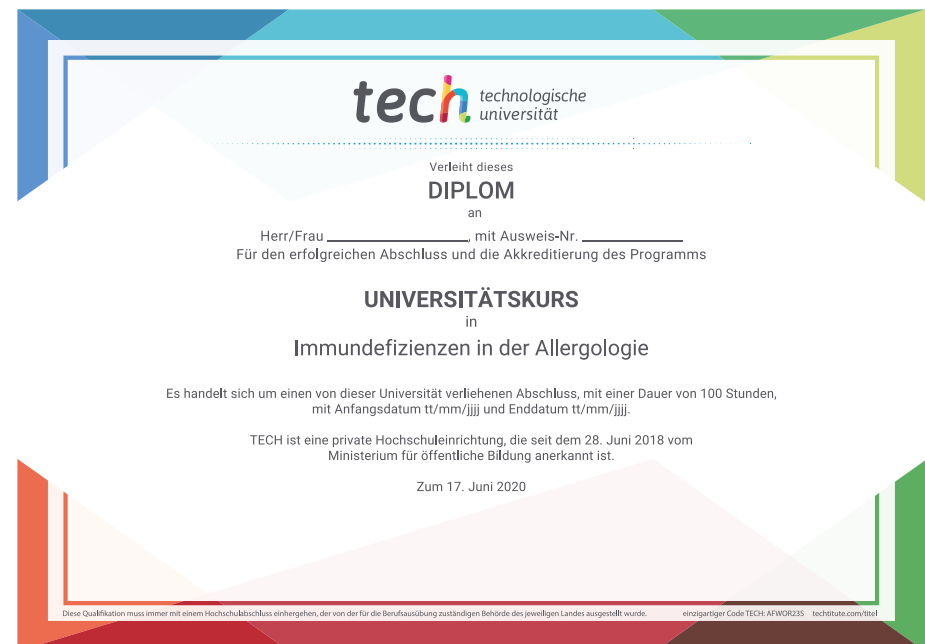 tech technologische
universität
Verleiht dieses
DIPLOM
an
Herr/Frau ____________________, mit Ausweis-Nr. ______________
Für den erfolgreichen Abschluss und die Akkreditierung des Programms
UNIVERSITÄTSKURS
in
Immundefizienzen in der Allergologie
Es handelt sich um einen von dieser Universität verliehenen Abschluss, mit einer Dauer von 100 Stunden,
mit Anfangsdatum tt/mm/jjjj und Enddatum tt/mm/jjjj.
TECH ist eine private Hochschuleinrichtung, die seit dem 28. Juni 2018 vom
Ministerium für öffentliche Bildung anerkannt ist.
Zum 17. Juni 2020
Diese Qualifikation muss immer mit einem Hochschulabschluss einhergehen, der von der für die Berufsausübung zuständigen Behörde des jeweiligen Landes ausgestellt wurde. einzigartiger Code TECH: AFWOR23S techtitute.com/titel